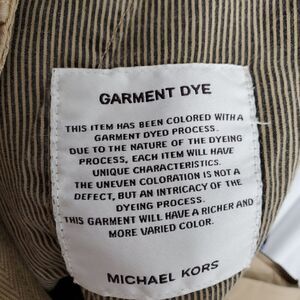 GARMENT DYE
THIS ITEM HAS BEEN COLORED WITH A
GARMENT DYED PROCESS.
DUE TO THE NATURE OF THE DYEING
PROCESS, EACH ITEM WILL HAVE
UNIQUE CHARACTERISTICS.
THE UNEVEN COLORATION IS NOT A
DEFECT, BUT AN INTRICACY OF THE
DYEING PROCESS.
THIS GARMENT WILL HAVE A RICHER AND
MORE VARIED COLOR.
MICHAEL KORS